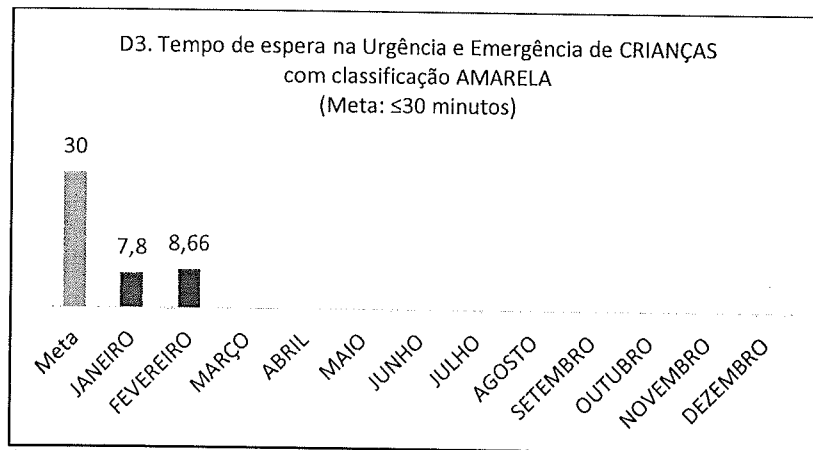 D3. Tempo de espera na Urgência e Emergência de CRIANÇAS
com classificação AMARELA
(Meta: ≤30 minutos)
30
7,8
8,66
Meta
JANEIRO
FEVEREIRO
MARÇO
ABRIL
MAIO
JUNHO
JULHO
AGOSTO
SETEMBRO
OUTUBRO
NOVEMBRO
DEZEMBRO